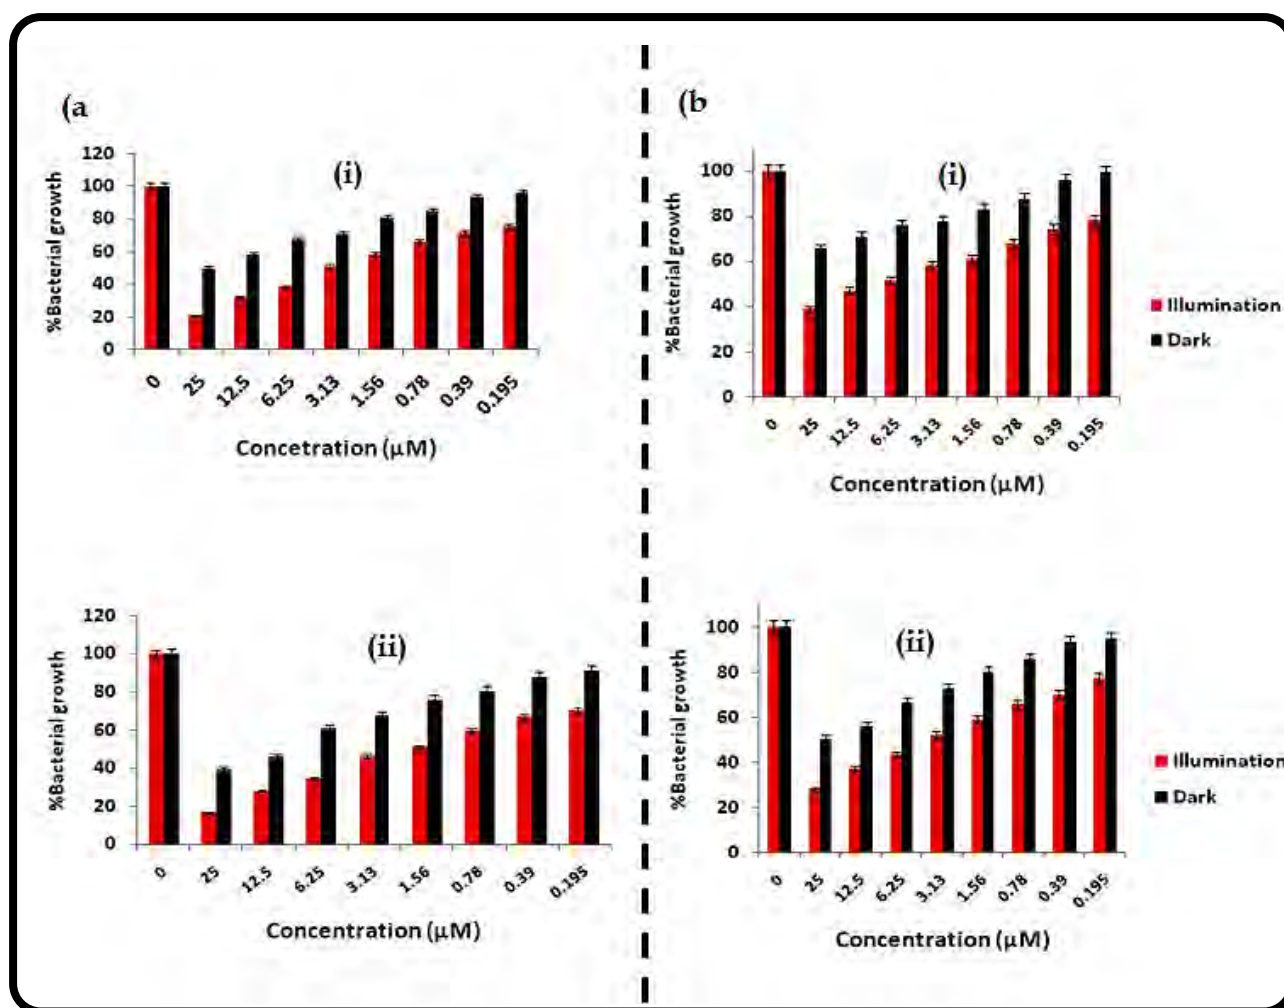 (a
(i)
%Bacterial growth
120
100
80
60
40
20
0
0 25 12.5 6.25 3.13 1.56 0.78 0.39 0.195
Concetration (µM)
(b
(i)
%Bacterial growth
100
80
60
40
20
0
0 25 12.5 6.25 3.13 1.56 0.78 0.39 0.195
Concentration (µM)
Illumination
Dark
(ii)
%Bacterial growth
120
100
80
60
40
20
0
0 25 12.5 6.25 3.13 1.56 0.78 0.39 0.195
Concentration (µM)
(ii)
%Bacterial growth
100
80
60
40
20
0
0 25 12.5 6.25 3.13 1.56 0.78 0.39 0.195
Concentration (µM)
Illumination
Dark